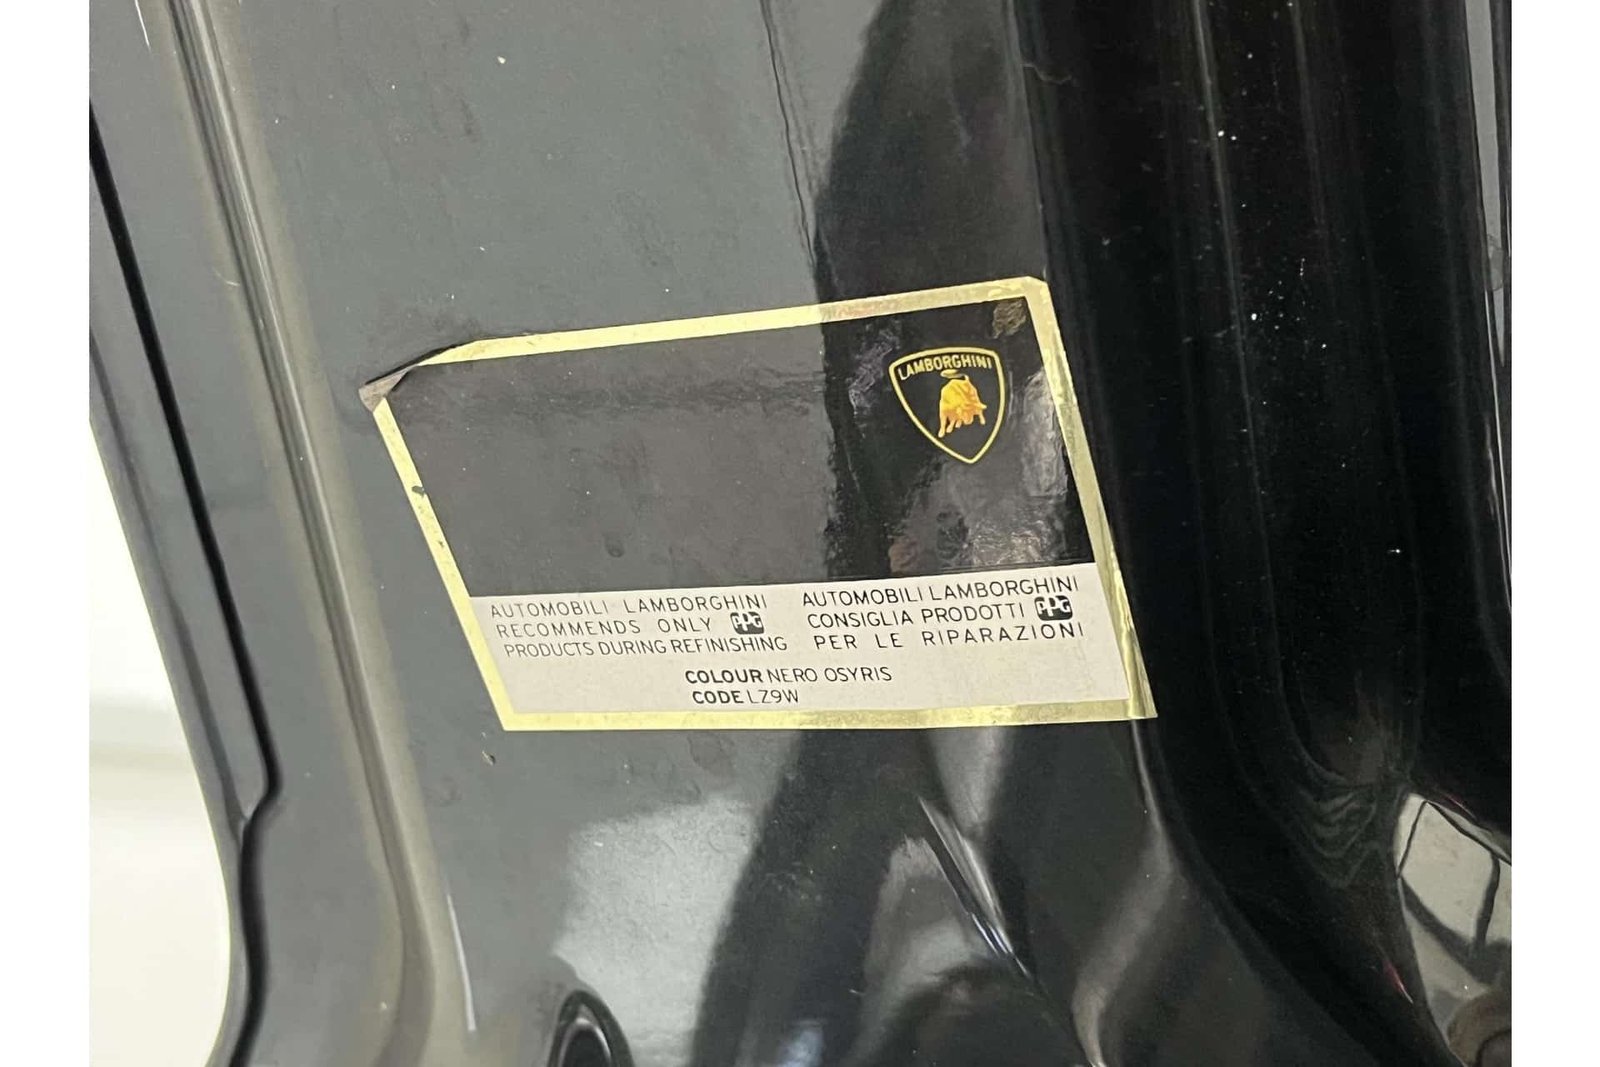 LAMBORGHINI
AUTOMOBILI LAMBORGHINI
RECOMMENDS ONLY PPG
PRODUCTS DURING REFINISHING
AUTOMOBILI LAMBORGHINI
CONSIGLIA PRODOTTI PPG
PER LE RIPARAZIONI
COLOUR NERO OSYRIS
CODE LZ9W